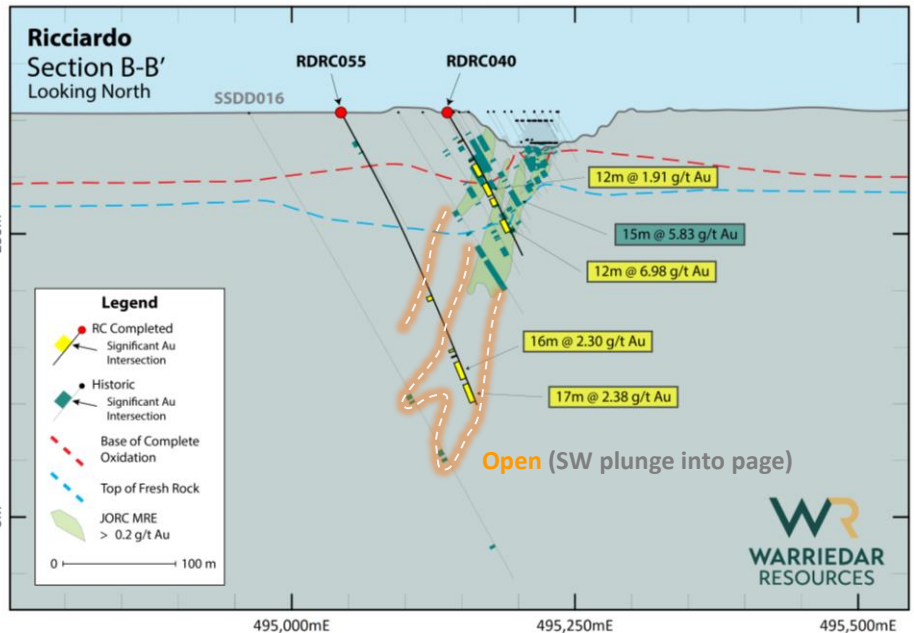 Ricciardo
Section B-B'
Looking North
SSDD016
RDRC055
RDRC040
12m @ 1.91 g/t Au
15m @ 5.83 g/t Au
12m @ 6.98 g/t Au
16m @ 2.30 g/t Au
17m @ 2.38 g/t Au
Open (SW plunge into page)
Legend
RC Completed
Significant Au
Intersection
Historic
Significant Au
Intersection
Base of Complete
Oxidation
Top of Fresh Rock
JORC MRE
> 0.2 g/t Au
0
100 m
WR
WARRIEDAR
RESOURCES
495,000mE
495,250mE
495,500mE